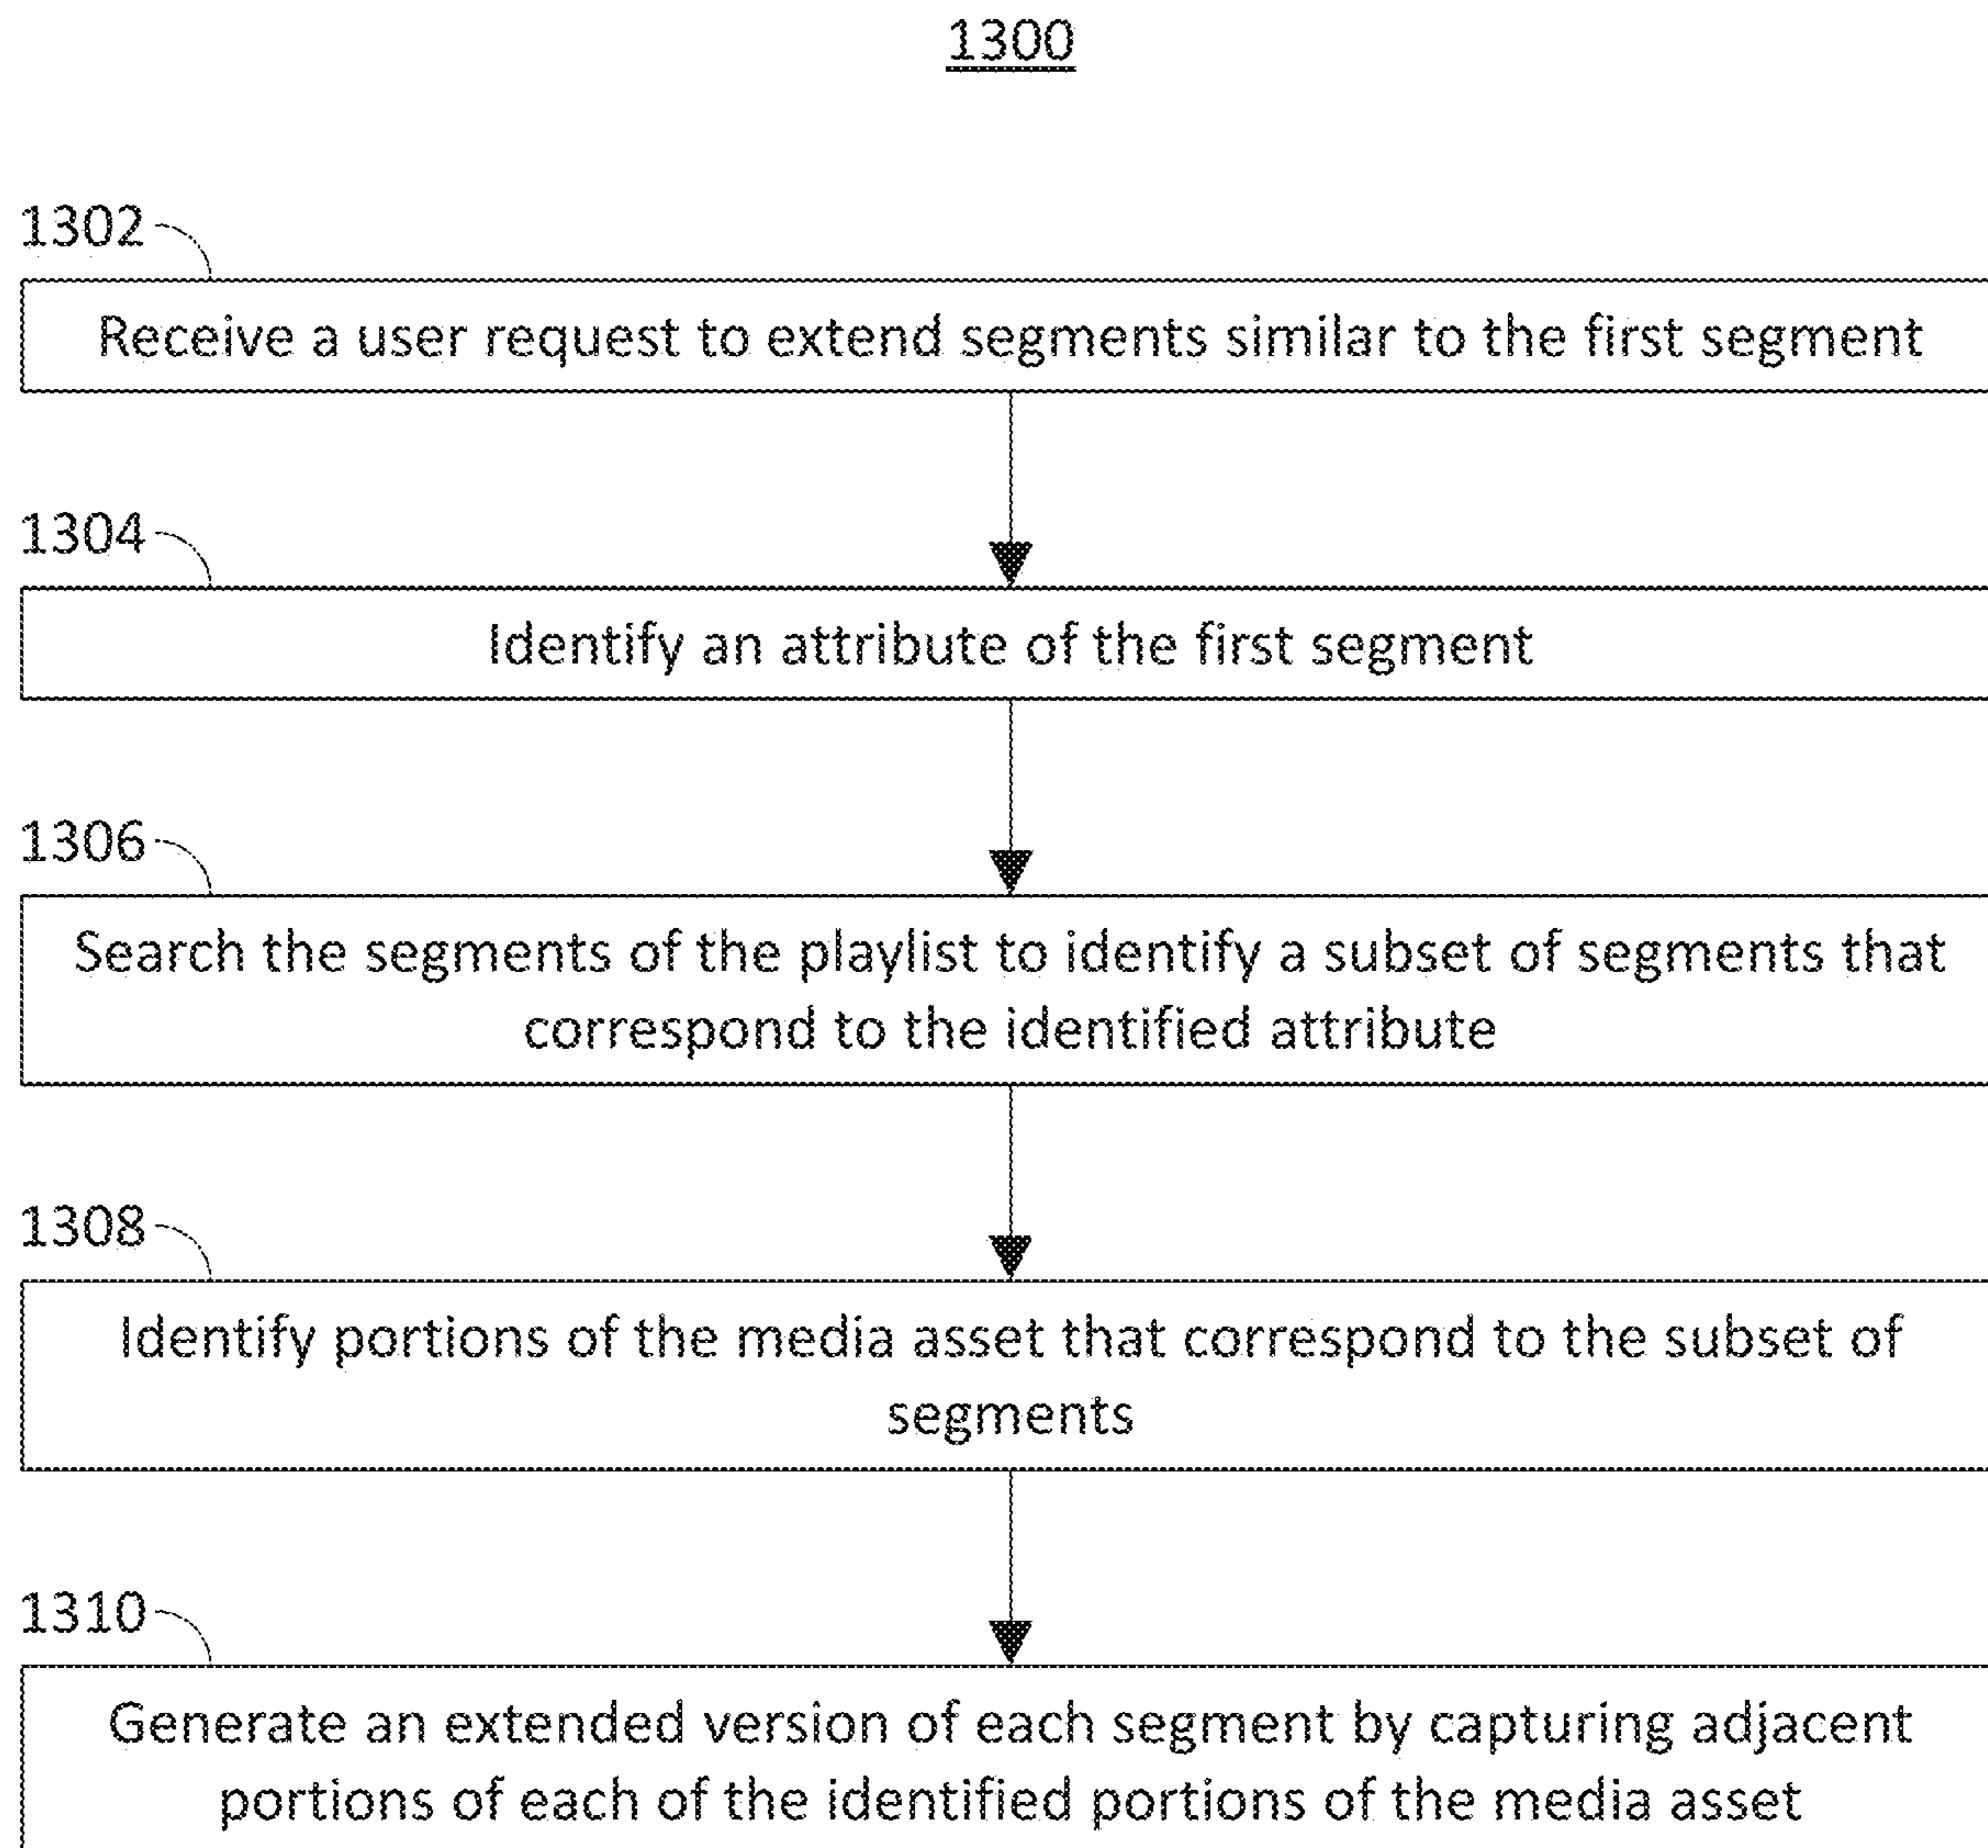 1300
1302
Receive a user request to extend segments similar to the first segment
1304
Identify an attribute of the first segment
1306
Search the segments of the playlist to identify a subset of segments that
correspond to the identified attribute
1308
Identify portions of the media asset that correspond to the subset of
segments
1310
Generate an extended version of each segment by capturing adjacent
portions of each of the identified portions of the media asset